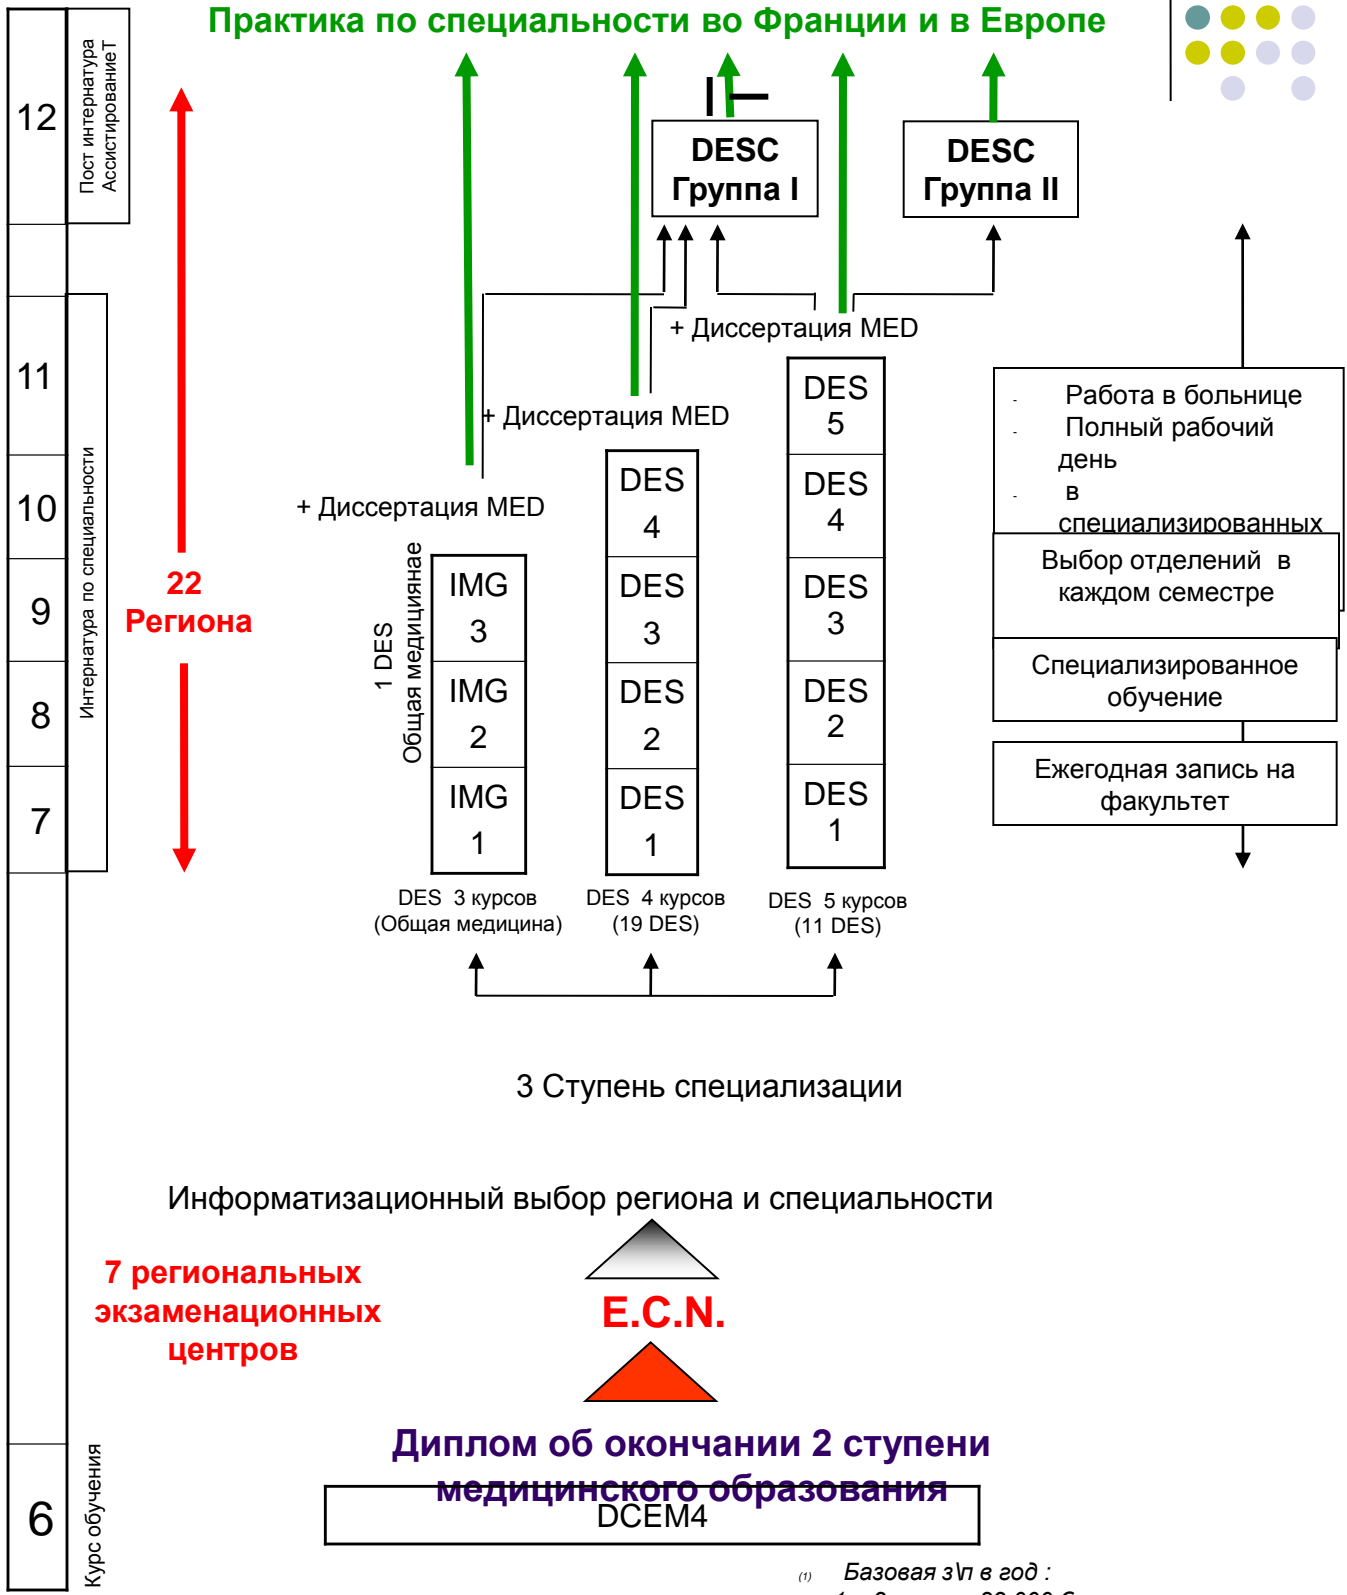 Практика по специальности во Франции и в Европе
12
Пост интернатура
АссистированиеТ
DESC
Группа I
DESC
Группа II
+ Диссертация MED
11
DES
5
- Работа в больнице
- Полный рабочий
день
- в
специализированных
+ Диссертация MED
Интернатура по специальности
10
DES
4
DES
4
+ Диссертация MED
Выбор отделений в
каждом семестре
22
Региона
9
1 DES
Общая медициянае
IMG
3
DES
3
DES
3
Специализированное
обучение
8
IMG
2
DES
2
DES
2
Ежегодная запись на
факультет
7
IMG
1
DES
1
DES
1
DES 3 курсов
(Общая медицина)
DES 4 курсов
(19 DES)
DES 5 курсов
(11 DES)
3 Ступень специализации
Информатизационный выбор региона и специальности
7 региональных
экзаменационных
центров
E.C.N.
Диплом об окончании 2 ступени
медицинского образования
6
Курс обучения
DCEM4
(1) Базовая з\п в год :